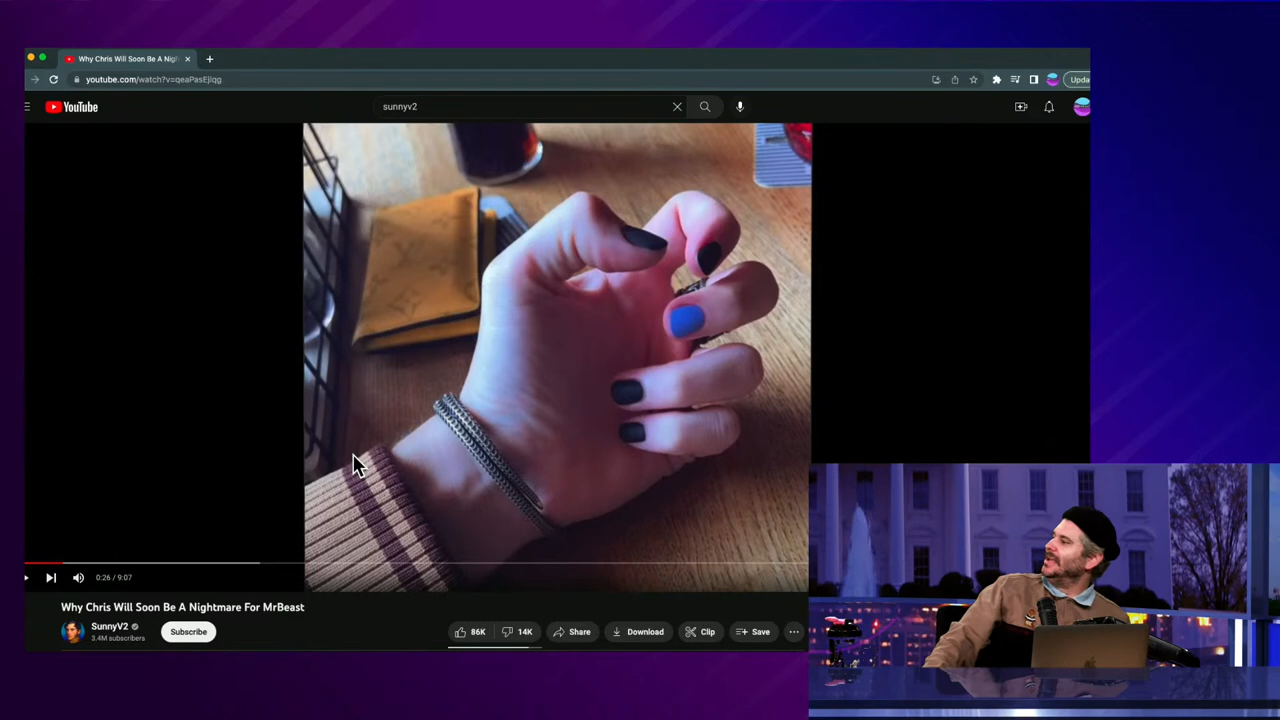 Why Chris Will Soon Be A Nigh
youtube.com/watch?v=qeaPasEjlqg
Upda
YouTube
sunnyv2
0:26 / 9:07
Why Chris Will Soon Be A Nightmare For MrBeast
SunnyV2
3.4M subscribers
Subscribe
86K
14K
Share
Download
Clip
Save